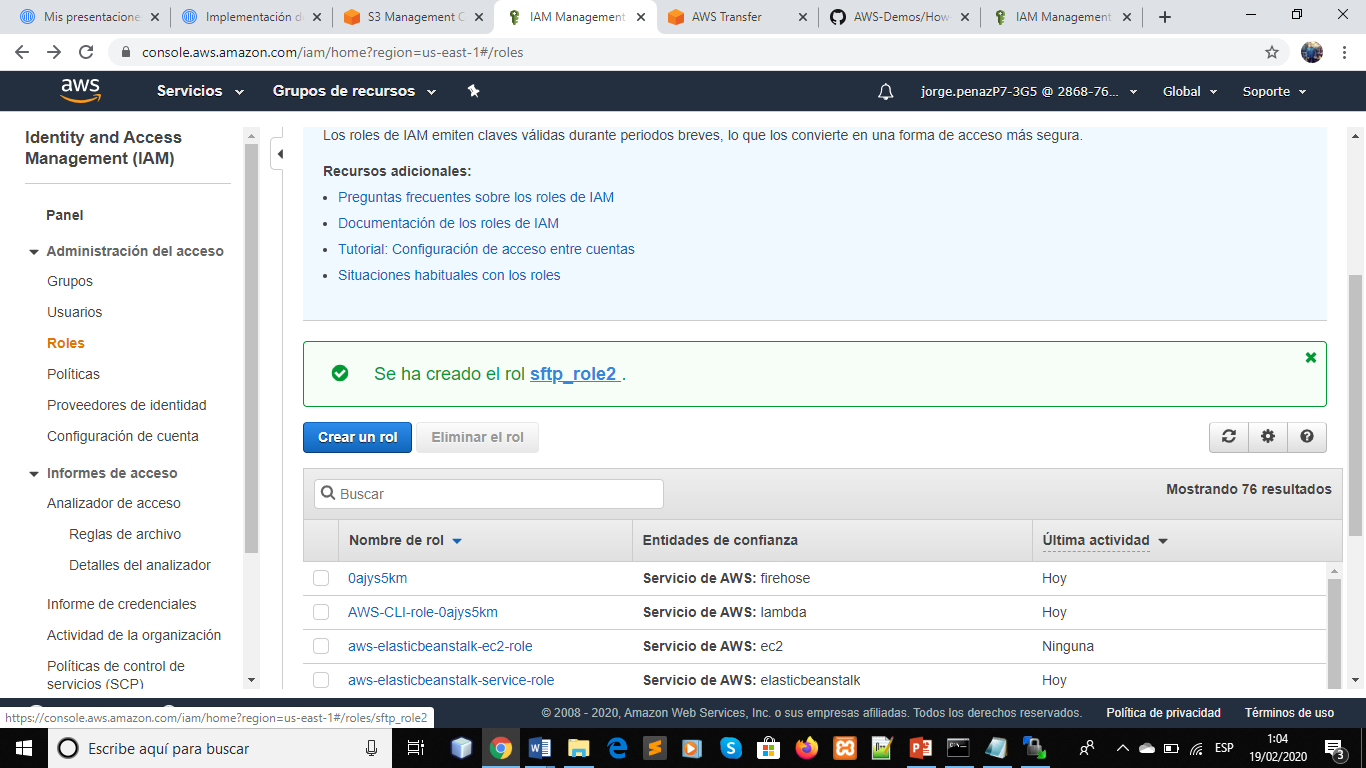 Mis presentacione
Implementación d
S3 Management C
IAM Management
AWS Transfer
AWS-Demos/How
IAM Management
console.aws.amazon.com/iam/home?region=us-east-1#/roles
aws
Servicios
Grupos de recursos
jorge.penazP7-3G5 @ 2868-76...
Global
Soporte
Identity and Access
Management (IAM)
Panel
Administración del acceso
Grupos
Usuarios
Roles
Políticas
Proveedores de identidad
Configuración de cuenta
Informes de acceso
Analizador de acceso
Reglas de archivo
Detalles del analizador
Informe de credenciales
Actividad de la organización
Políticas de control de
servicios (SCP)
Los roles de IAM emiten claves válidas durante periodos breves, lo que los convierte en una forma de acceso más segura.
Recursos adicionales:
Preguntas frecuentes sobre los roles de IAM
Documentación de los roles de IAM
Tutorial: Configuración de acceso entre cuentas
Situaciones habituales con los roles
Se ha creado el rol sftp_role2 .
Crear un rol
Eliminar el rol
Buscar
Mostrando 76 resultados
Nombre de rol
Entidades de confianza
Última actividad
0ajys5km
Servicio de AWS: firehose
Hoy
AWS-CLI-role-0ajys5km
Servicio de AWS: lambda
Hoy
aws-elasticbeanstalk-ec2-role
Servicio de AWS: ec2
Ninguna
aws-elasticbeanstalk-service-role
Servicio de AWS: elasticbeanstalk
Hoy
https://console.aws.amazon.com/iam/home?region=us-east-1#/roles/sftp_role2
© 2008 - 2020, Amazon Web Services, Inc. o sus empresas afiliadas. Todos los derechos reservados.
Política de privacidad
Términos de uso
Escribe aquí para buscar
ESP
1:04
19/02/2020
3